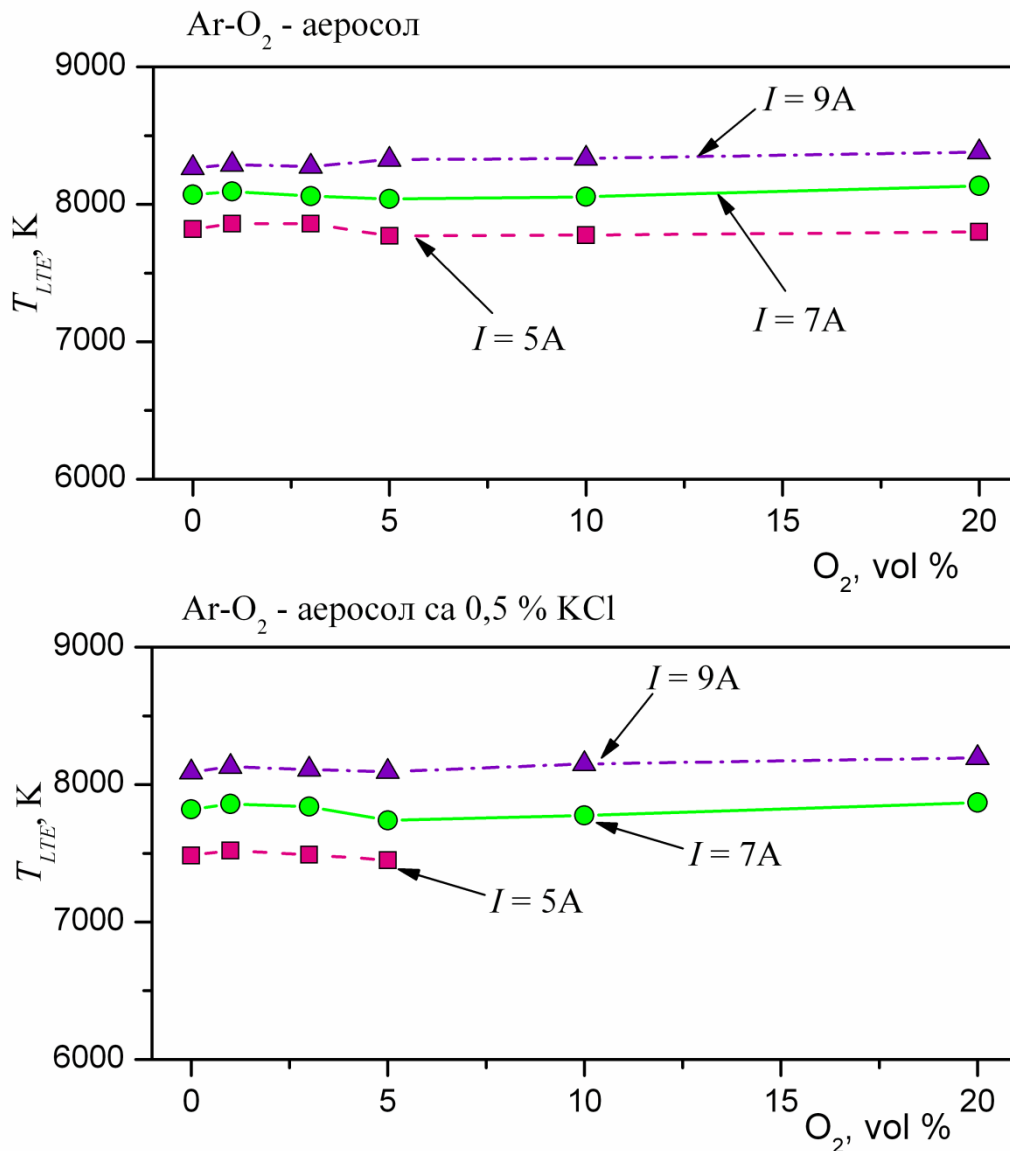 Ar-O₂ - аеросол
9000
I = 9A
8000
T_LTE, K
I = 7A
I = 5A
7000
6000
0 5 10 15 20
O₂, vol %
Ar-O₂ - аеросол са 0,5 % KCl
9000
I = 9A
8000
T_LTE, K
I = 7A
I = 5A
7000
6000
0 5 10 15 20
O₂, vol %